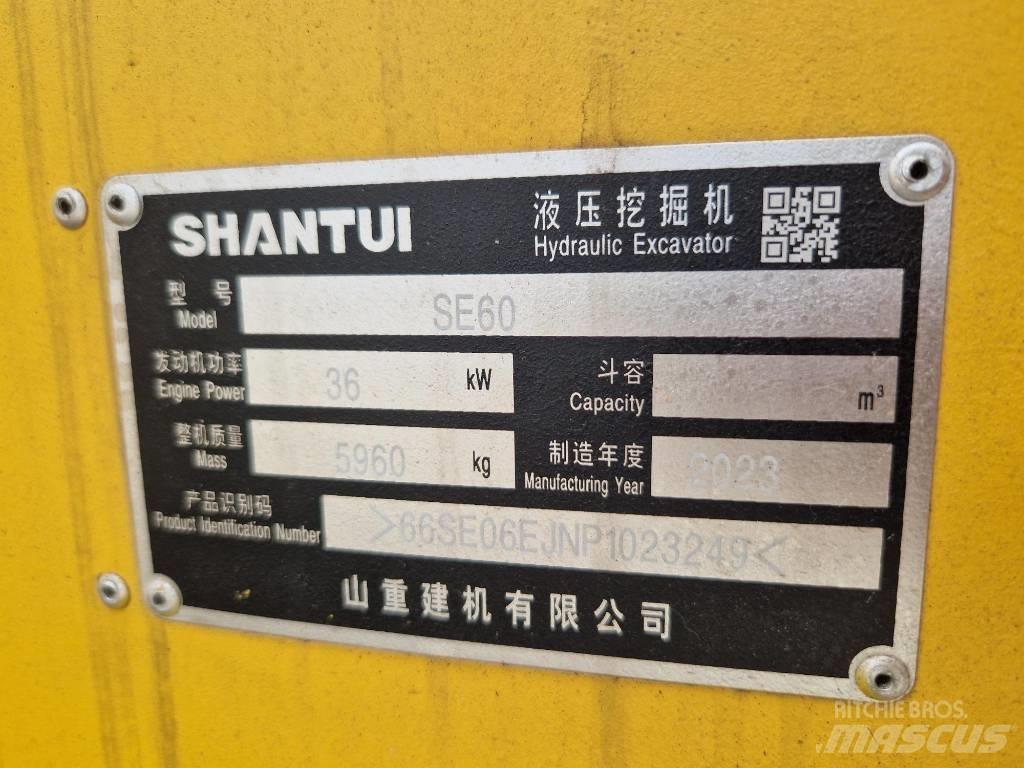 SHANTUI
液压挖掘机
Hydraulic Excavator
型号 SE60
Model
发动机功率 36 kW
Engine Power
斗容 m³
Capacity
整机质量 5960 kg
Mass
制造年度 2023
Manufacturing Year
产品识别码
Product Identification Number
>66SE06EJNP1023249<
山重建机有限公司
RITCHIE BROS.
MASCUS